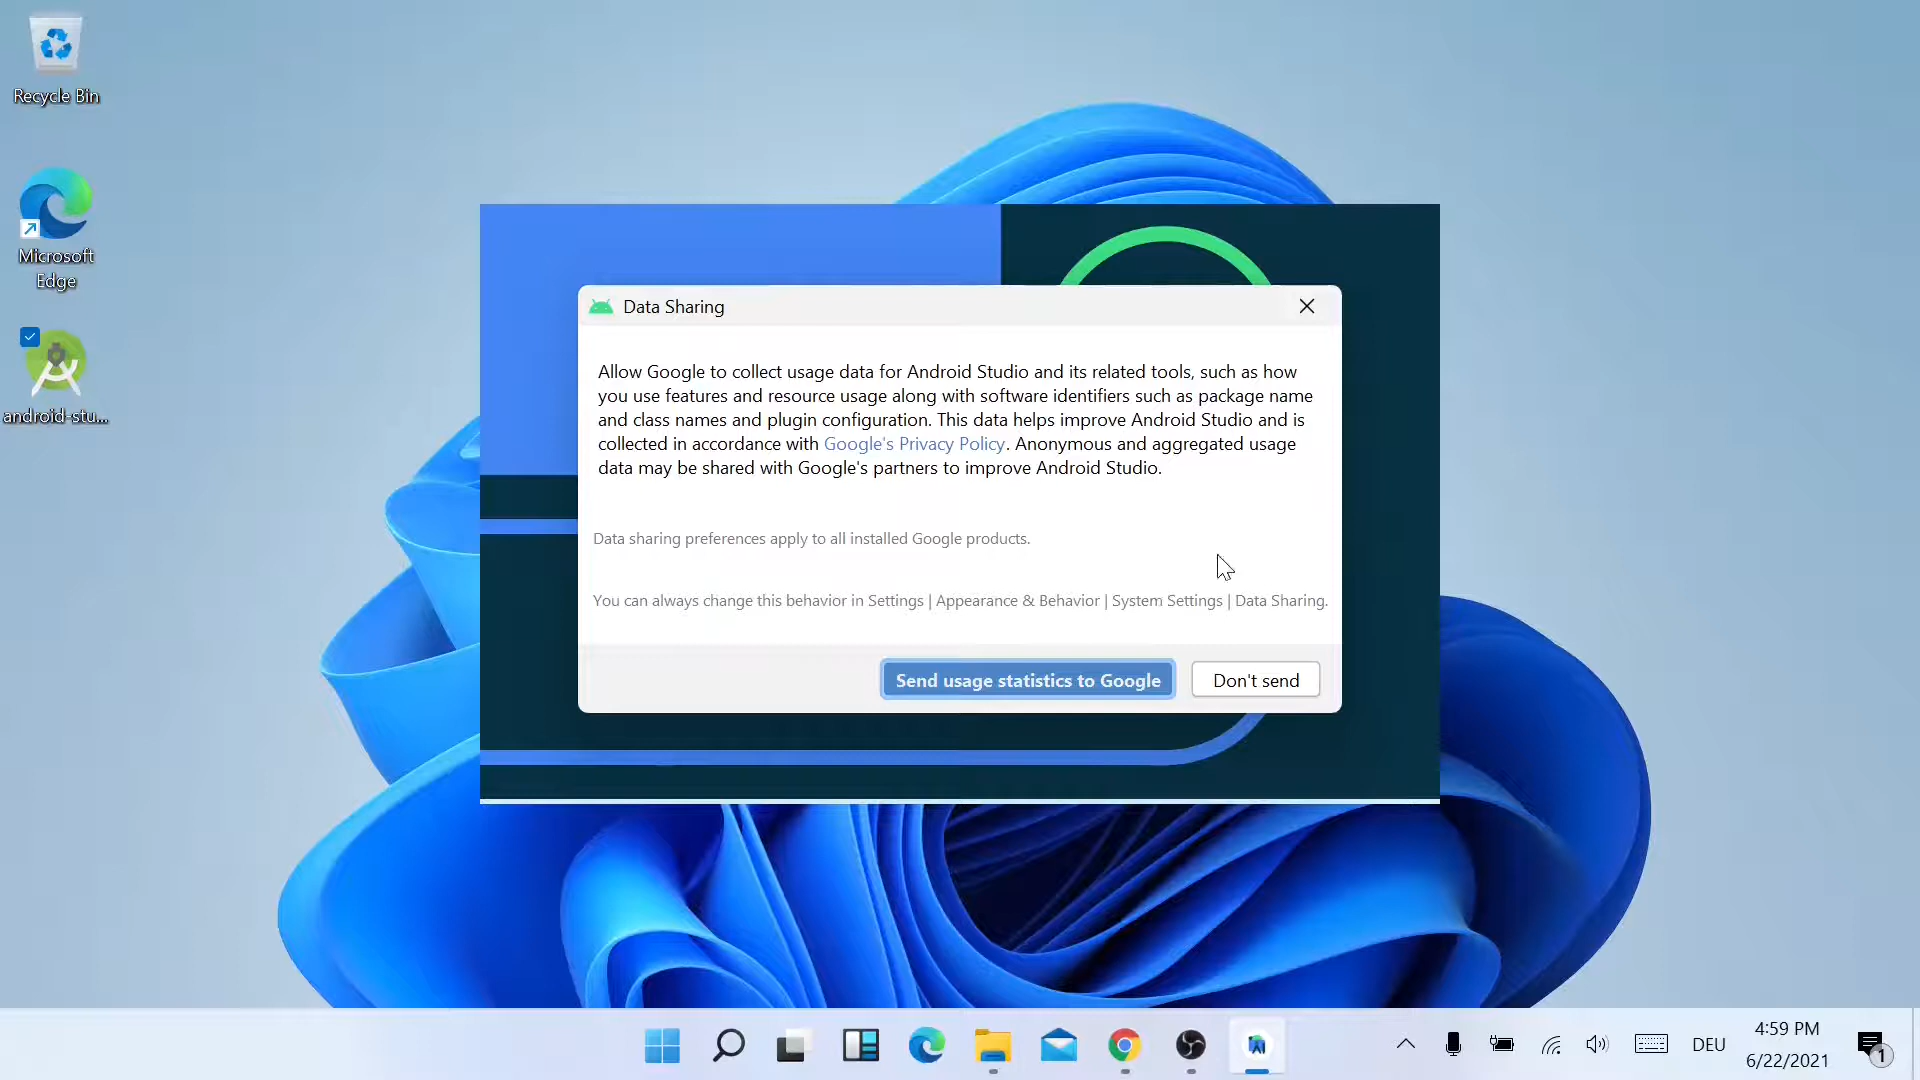 Recycle Bin
Microsoft
Edge
android-stu...
Data Sharing
Allow Google to collect usage data for Android Studio and its related tools, such as how
you use features and resource usage along with software identifiers such as package name
and class names and plugin configuration. This data helps improve Android Studio and is
collected in accordance with Google's Privacy Policy. Anonymous and aggregated usage
data may be shared with Google's partners to improve Android Studio.
Data sharing preferences apply to all installed Google products.
You can always change this behavior in Settings | Appearance & Behavior | System Settings | Data Sharing.
Send usage statistics to Google
Don't send
DEU
4:59 PM
6/22/2021
1